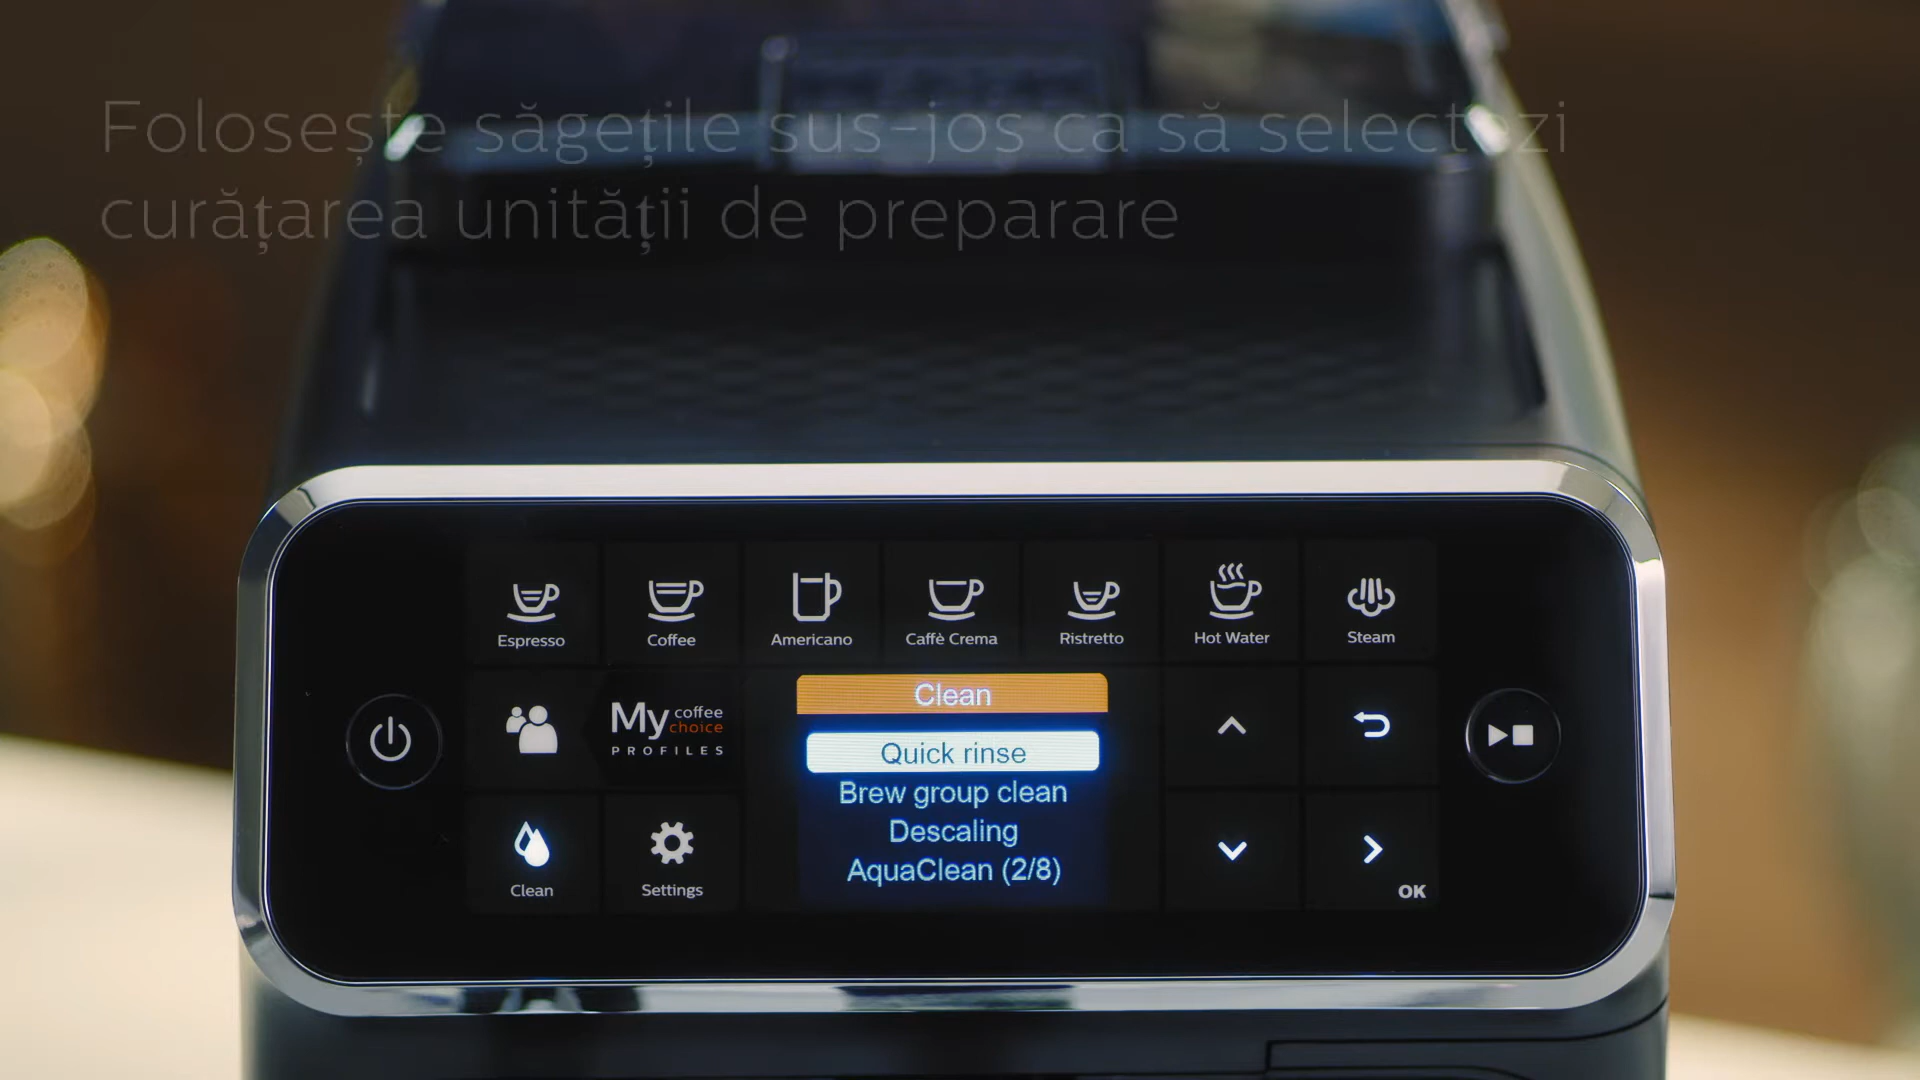 Folosește săgețile sus-jos ca să selectezi
curățarea unității de preparare
Espresso
Coffee
Americano
Caffè Crema
Ristretto
Hot Water
Steam
My coffee choice
PROFILES
Clean
Quick rinse
Brew group clean
Descaling
AquaClean (2/8)
Clean
Settings
OK